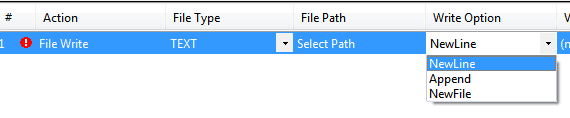 # Action File Type File Path Write Option
1 File Write TEXT Select Path NewLine
NewLine
Append
NewFile